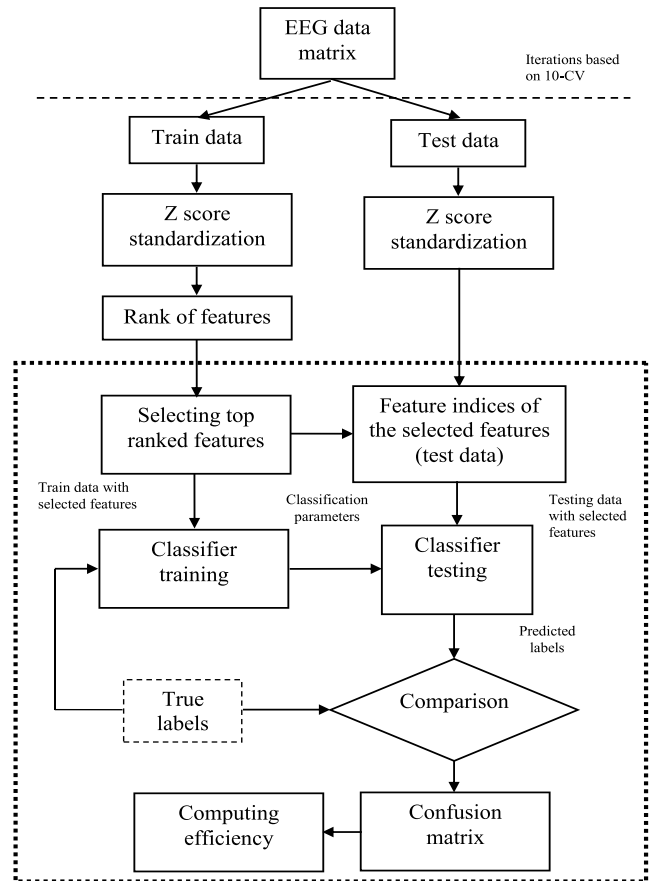 EEG data
matrix
Iterations based
on 10-CV
Train data
Test data
Z score
standardization
Z score
standardization
Rank of features
Selecting top
ranked features
Feature indices of
the selected features
(test data)
Train data with
selected features
Classification
parameters
Testing data
with selected
features
Classifier
training
Classifier
testing
Predicted
labels
True
labels
Comparison
Computing
efficiency
Confusion
matrix